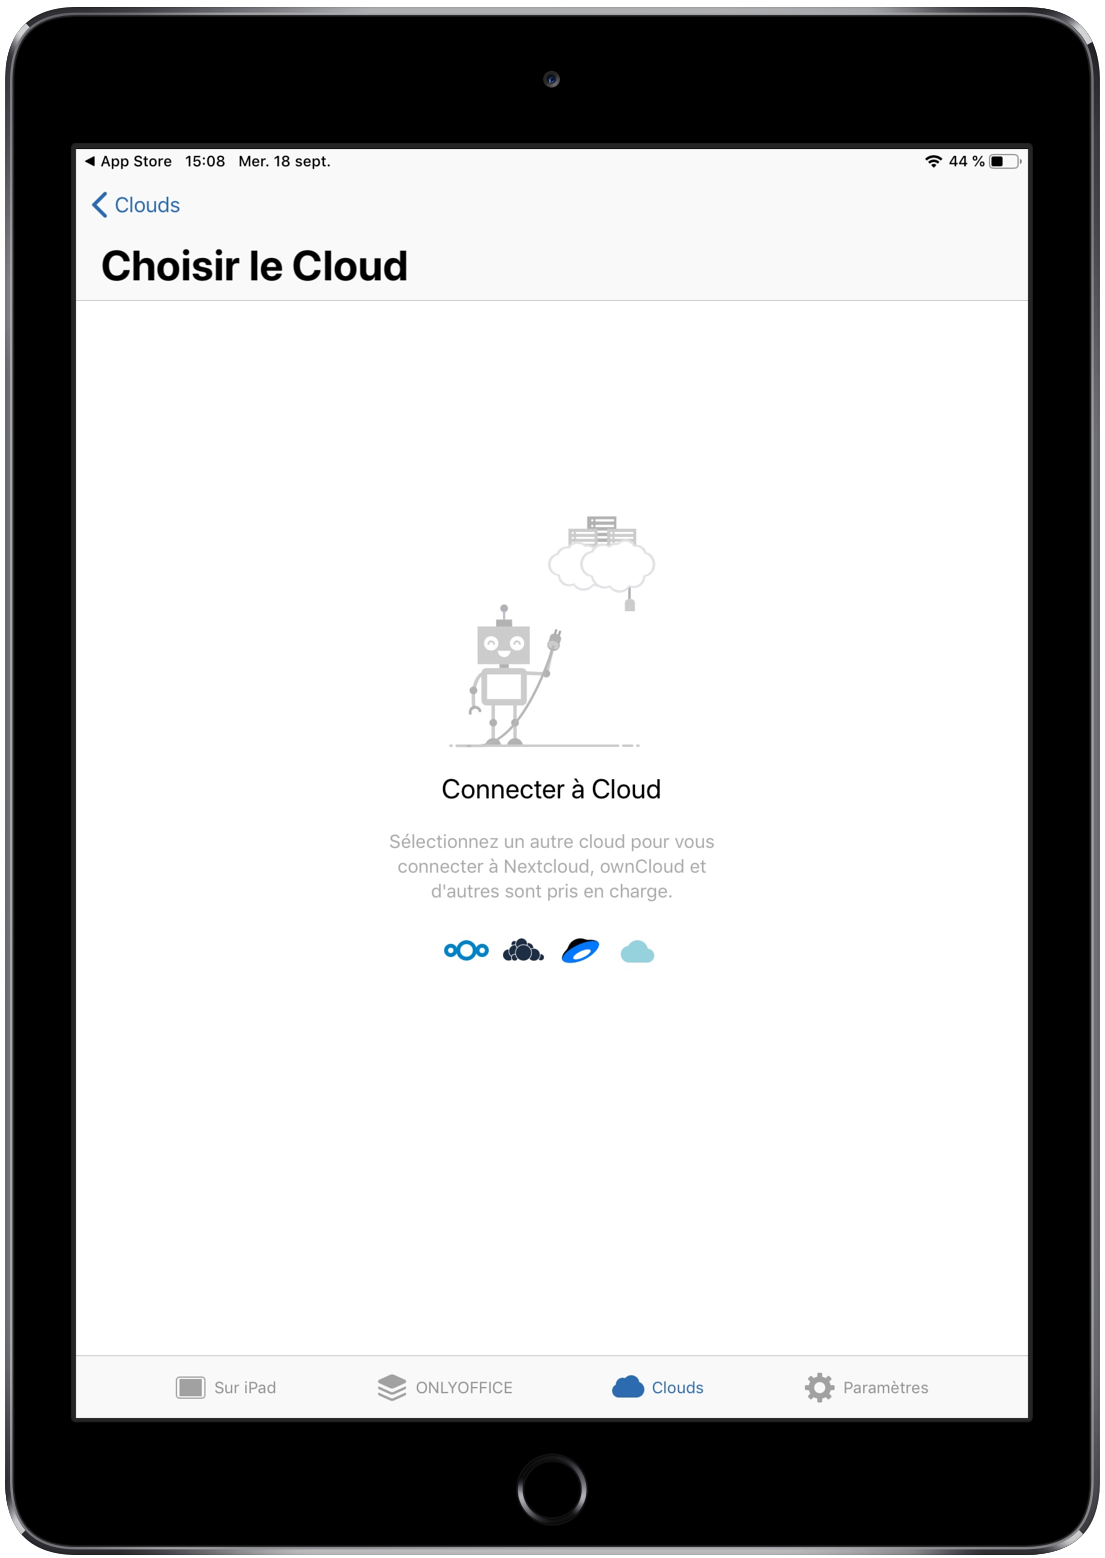 ◀ App Store 15:08 Mer. 18 sept. 44 %
Clouds
Choisir le Cloud
Connecter à Cloud
Sélectionnez un autre cloud pour vous
connecter à Nextcloud, ownCloud et
d'autres sont pris en charge.
Sur iPad ONLYOFFICE Clouds Paramètres